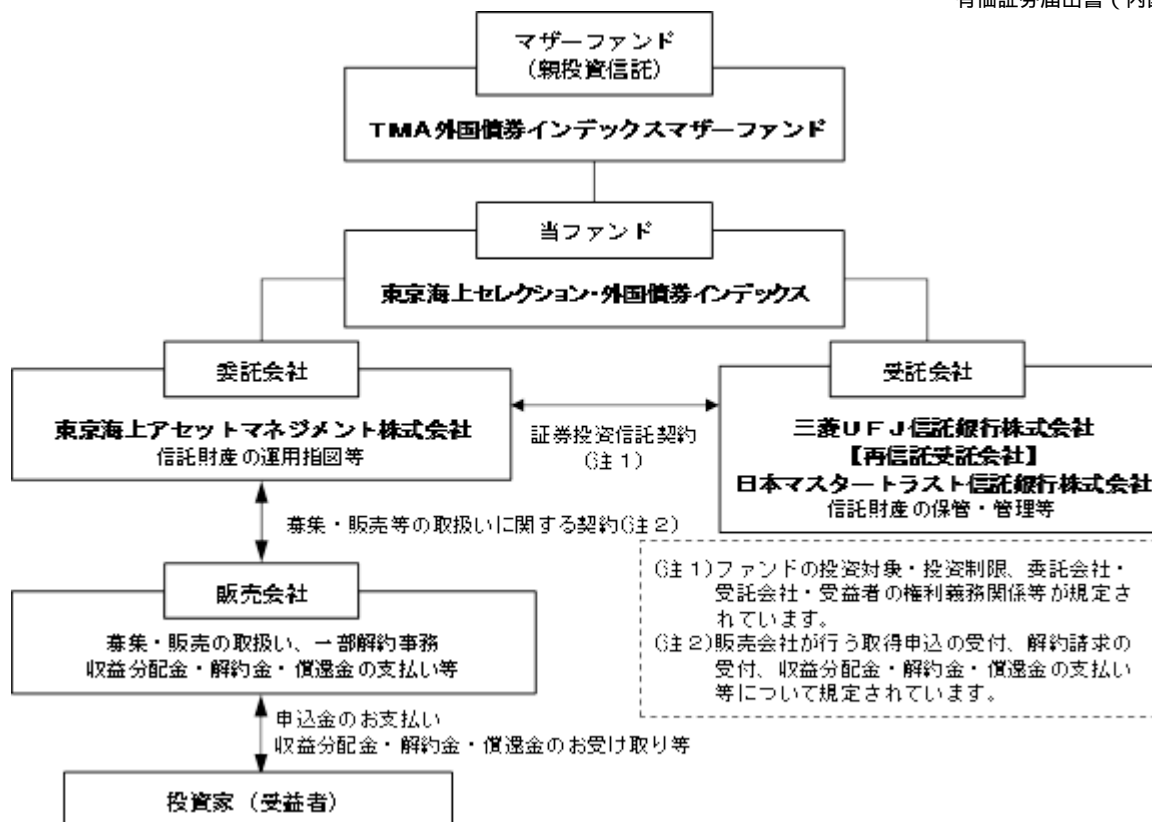 有価証券届出書（内国
マザーファンド
（親投資信託）
ＴＭＡ外国債券インデックスマザーファンド
当ファンド
東京海上セレクション・外国債券インデックス
委託会社
東京海上アセットマネジメント株式会社
信託財産の運用指図等
証券投資信託契約
（注１）
受託会社
三菱ＵＦＪ信託銀行株式会社
【再信託受託会社】
日本マスタートラスト信託銀行株式会社
信託財産の保管・管理等
募集・販売等の取扱いに関する契約（注２）
販売会社
募集・販売の取扱い、一部解約事務
収益分配金・解約金・償還金の支払い等
（注１）ファンドの投資対象・投資制限、委託会社・
受託会社・受益者の権利義務関係等が規定さ
れています。
（注２）販売会社が行う取得申込の受付、解約請求の
受付、収益分配金・解約金・償還金の支払い
等について規定されています。
申込金のお支払い
収益分配金・解約金・償還金のお受け取り等
投資家（受益者）